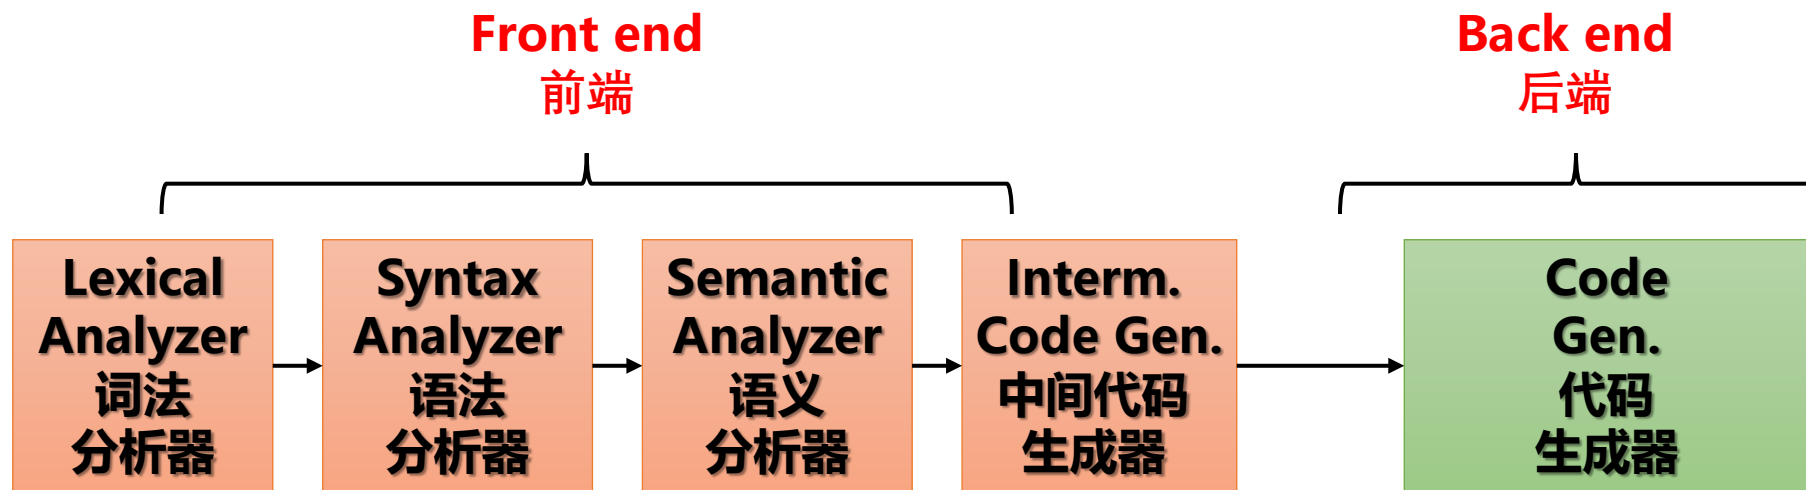 Front end
前端
Back end
后端
Lexical
Analyzer
词法
分析器
Syntax
Analyzer
语法
分析器
Semantic
Analyzer
语义
分析器
Interm.
Code Gen.
中间代码
生成器
Code
Gen.
代码
生成器